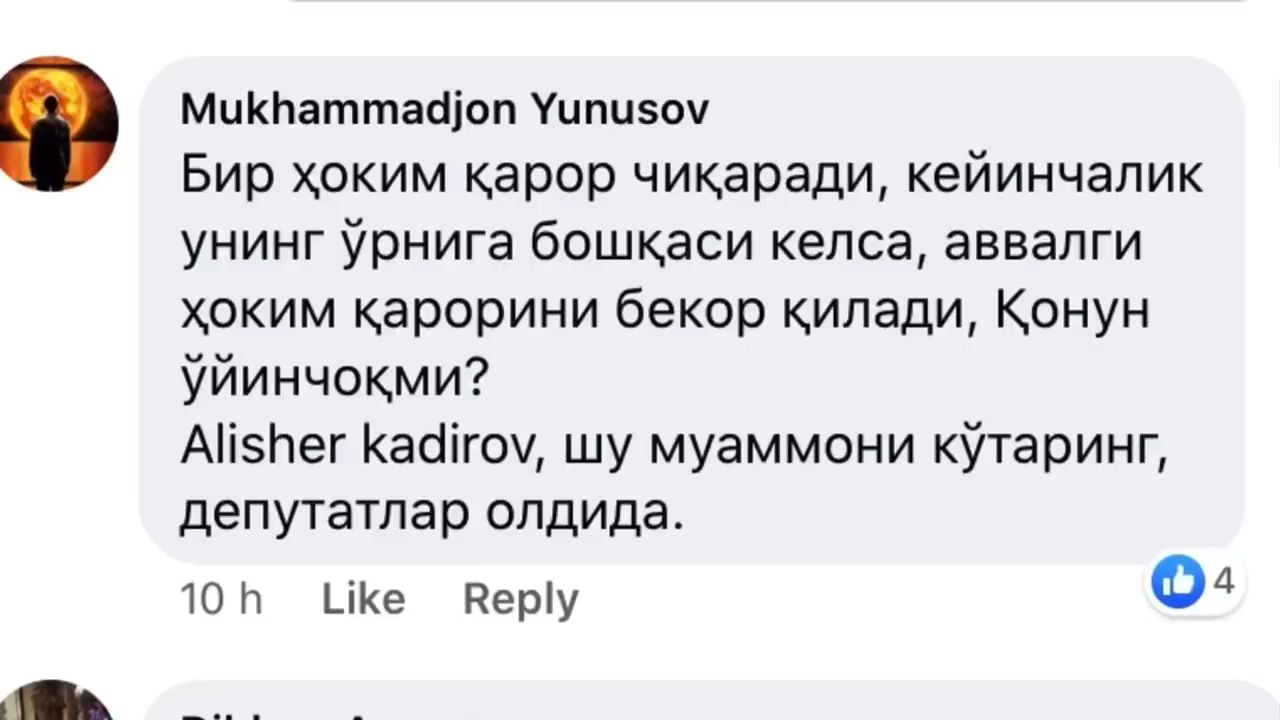 Mukhammadjon Yunusov
Бир ҳоким қарор чиқаради, кейинчалик
унинг ўрнига бошқаси келса, аввалги
ҳоким қарорини бекор қилади, Қонун
ўйинчоқми?
Alisher kadirov, шу муаммони кўтаринг,
депутатлар олдида.
10 h Like Reply 4